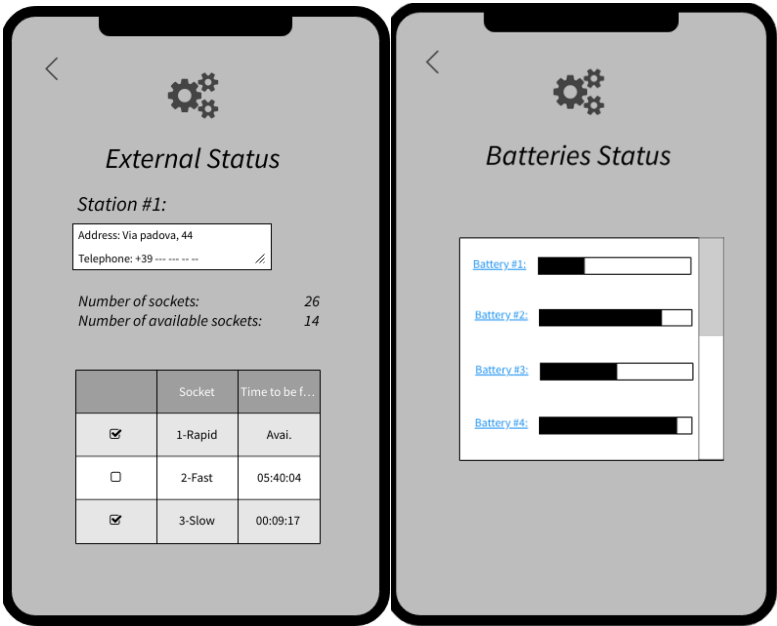 External Status
Station #1:
Address: Via padova, 44
Telephone: +39 --- --- -- --
Number of sockets: 26
Number of available sockets: 14
Socket Time to be f...
1-Rapid Avai.
2-Fast 05:40:04
3-Slow 00:09:17
Batteries Status
Battery #1:
Battery #2:
Battery #3:
Battery #4: